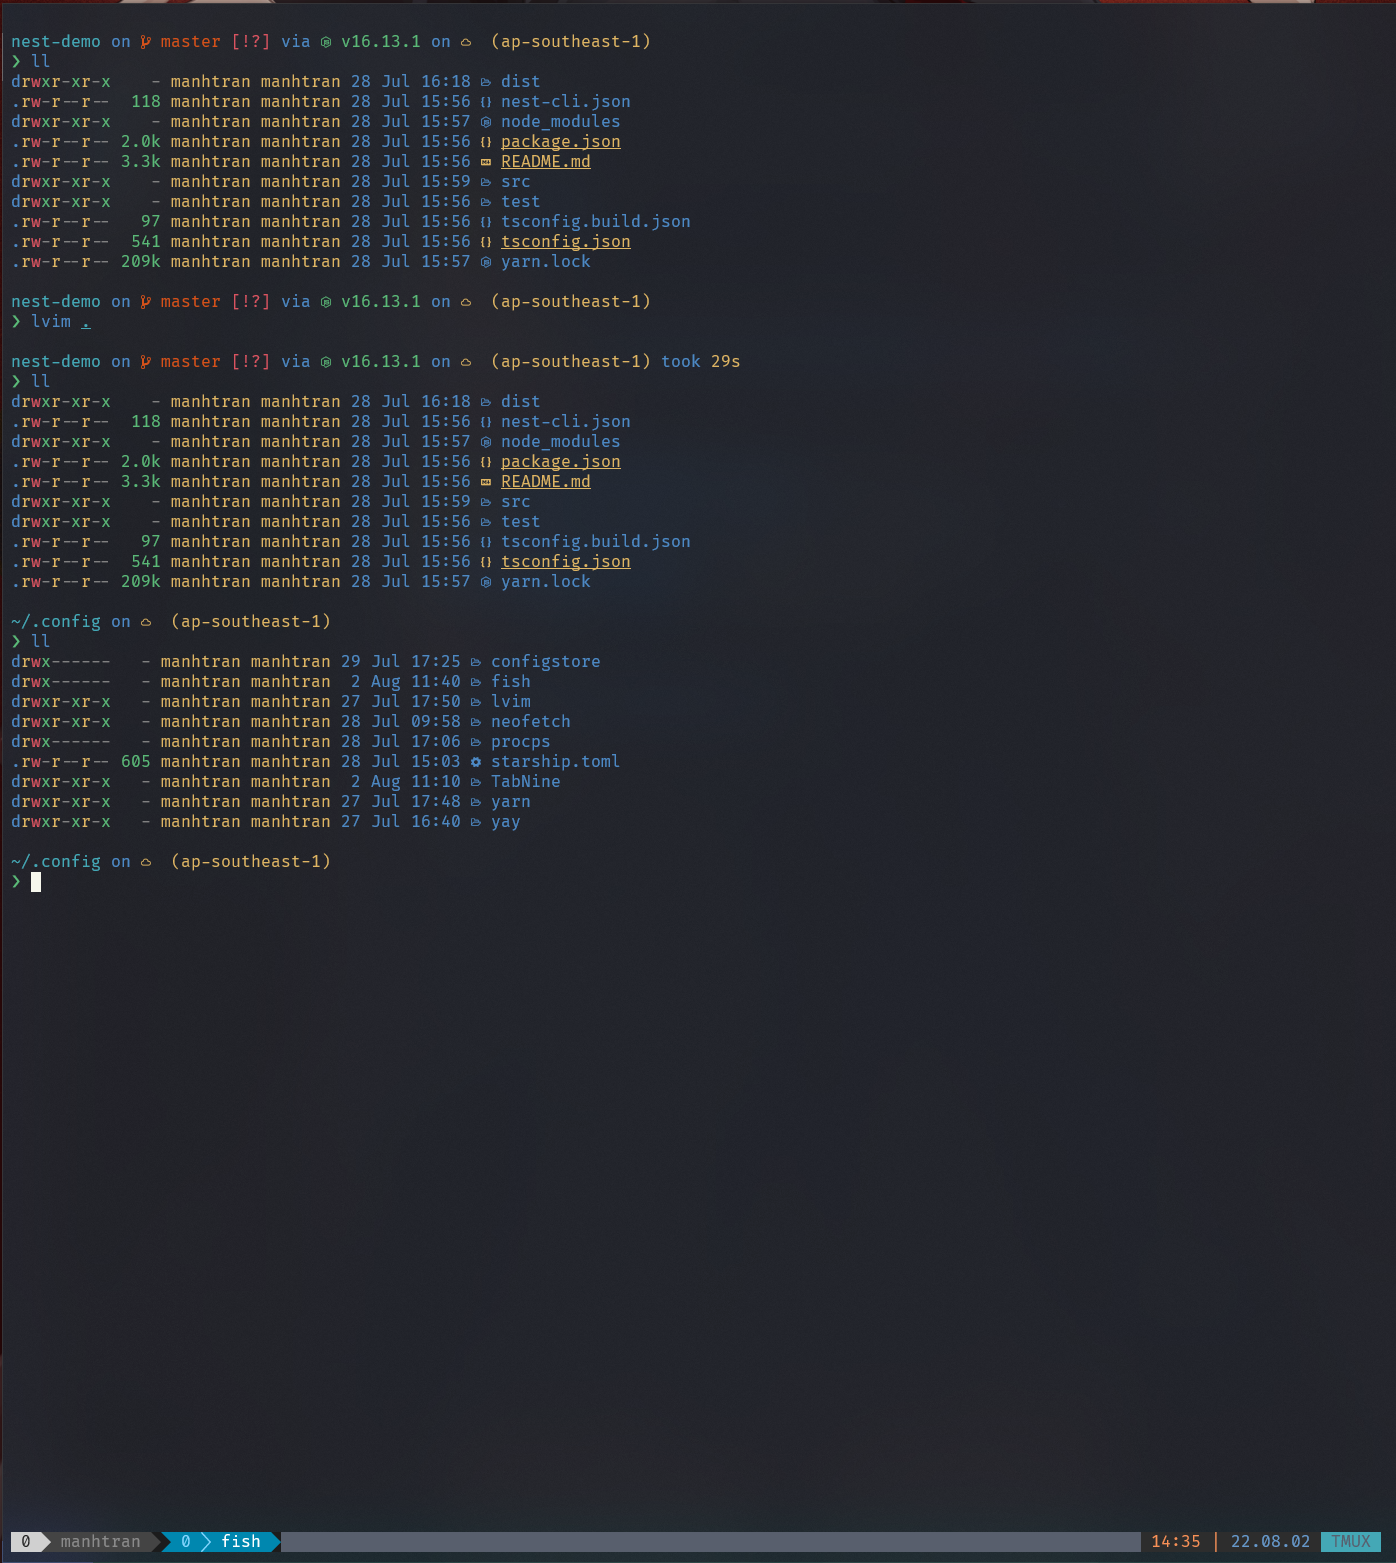 nest-demo on master [!?] via v16.13.1 on (ap-southeast-1)
❯ ll
drwxr-xr-x - manhtran manhtran 28 Jul 16:18 dist
.rw-r--r-- 118 manhtran manhtran 28 Jul 15:56 {} nest-cli.json
drwxr-xr-x - manhtran manhtran 28 Jul 15:57 node_modules
.rw-r--r-- 2.0k manhtran manhtran 28 Jul 15:56 {} package.json
.rw-r--r-- 3.3k manhtran manhtran 28 Jul 15:56 README.md
drwxr-xr-x - manhtran manhtran 28 Jul 15:59 src
drwxr-xr-x - manhtran manhtran 28 Jul 15:56 test
.rw-r--r-- 97 manhtran manhtran 28 Jul 15:56 {} tsconfig.build.json
.rw-r--r-- 541 manhtran manhtran 28 Jul 15:56 {} tsconfig.json
.rw-r--r-- 209k manhtran manhtran 28 Jul 15:57 yarn.lock
nest-demo on master [!?] via v16.13.1 on (ap-southeast-1)
❯ lvim .
nest-demo on master [!?] via v16.13.1 on (ap-southeast-1) took 29s
❯ ll
drwxr-xr-x - manhtran manhtran 28 Jul 16:18 dist
.rw-r--r-- 118 manhtran manhtran 28 Jul 15:56 {} nest-cli.json
drwxr-xr-x - manhtran manhtran 28 Jul 15:57 node_modules
.rw-r--r-- 2.0k manhtran manhtran 28 Jul 15:56 {} package.json
.rw-r--r-- 3.3k manhtran manhtran 28 Jul 15:56 README.md
drwxr-xr-x - manhtran manhtran 28 Jul 15:59 src
drwxr-xr-x - manhtran manhtran 28 Jul 15:56 test
.rw-r--r-- 97 manhtran manhtran 28 Jul 15:56 {} tsconfig.build.json
.rw-r--r-- 541 manhtran manhtran 28 Jul 15:56 {} tsconfig.json
.rw-r--r-- 209k manhtran manhtran 28 Jul 15:57 yarn.lock
~/.config on (ap-southeast-1)
❯ ll
drwx------ - manhtran manhtran 29 Jul 17:25 configstore
drwx------ - manhtran manhtran 2 Aug 11:40 fish
drwxr-xr-x - manhtran manhtran 27 Jul 17:50 lvim
drwxr-xr-x - manhtran manhtran 28 Jul 09:58 neofetch
drwx------ - manhtran manhtran 28 Jul 17:06 procps
.rw-r--r-- 605 manhtran manhtran 28 Jul 15:03 starship.toml
drwxr-xr-x - manhtran manhtran 2 Aug 11:10 TabNine
drwxr-xr-x - manhtran manhtran 27 Jul 17:48 yarn
drwxr-xr-x - manhtran manhtran 27 Jul 16:40 yay
~/.config on (ap-southeast-1)
❯
0 manhtran 0 fish 14:35 | 22.08.02 TMUX